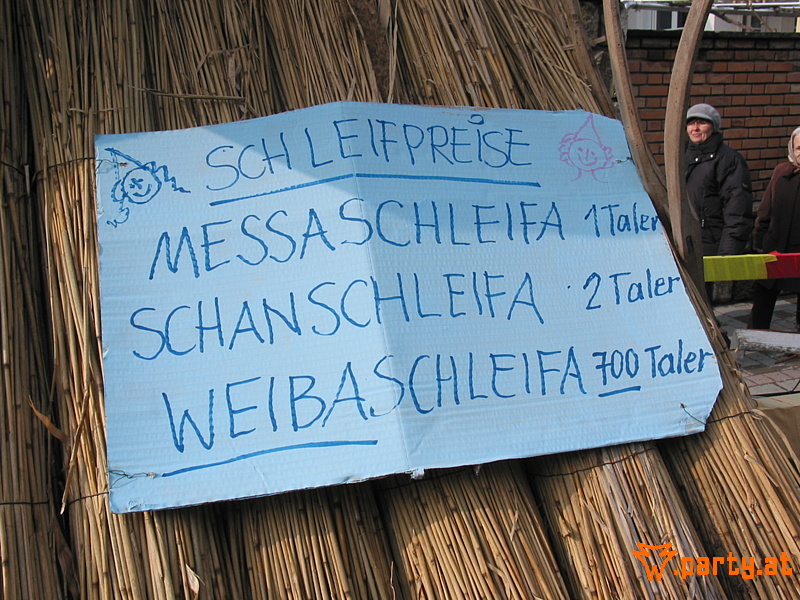 SCHLEIFPREISE
MESSASCHLEIFA 1 Taler
SCHANSCHLEIFA · 2 Taler
WEIBASCHLEIFA 700 Taler
party.at